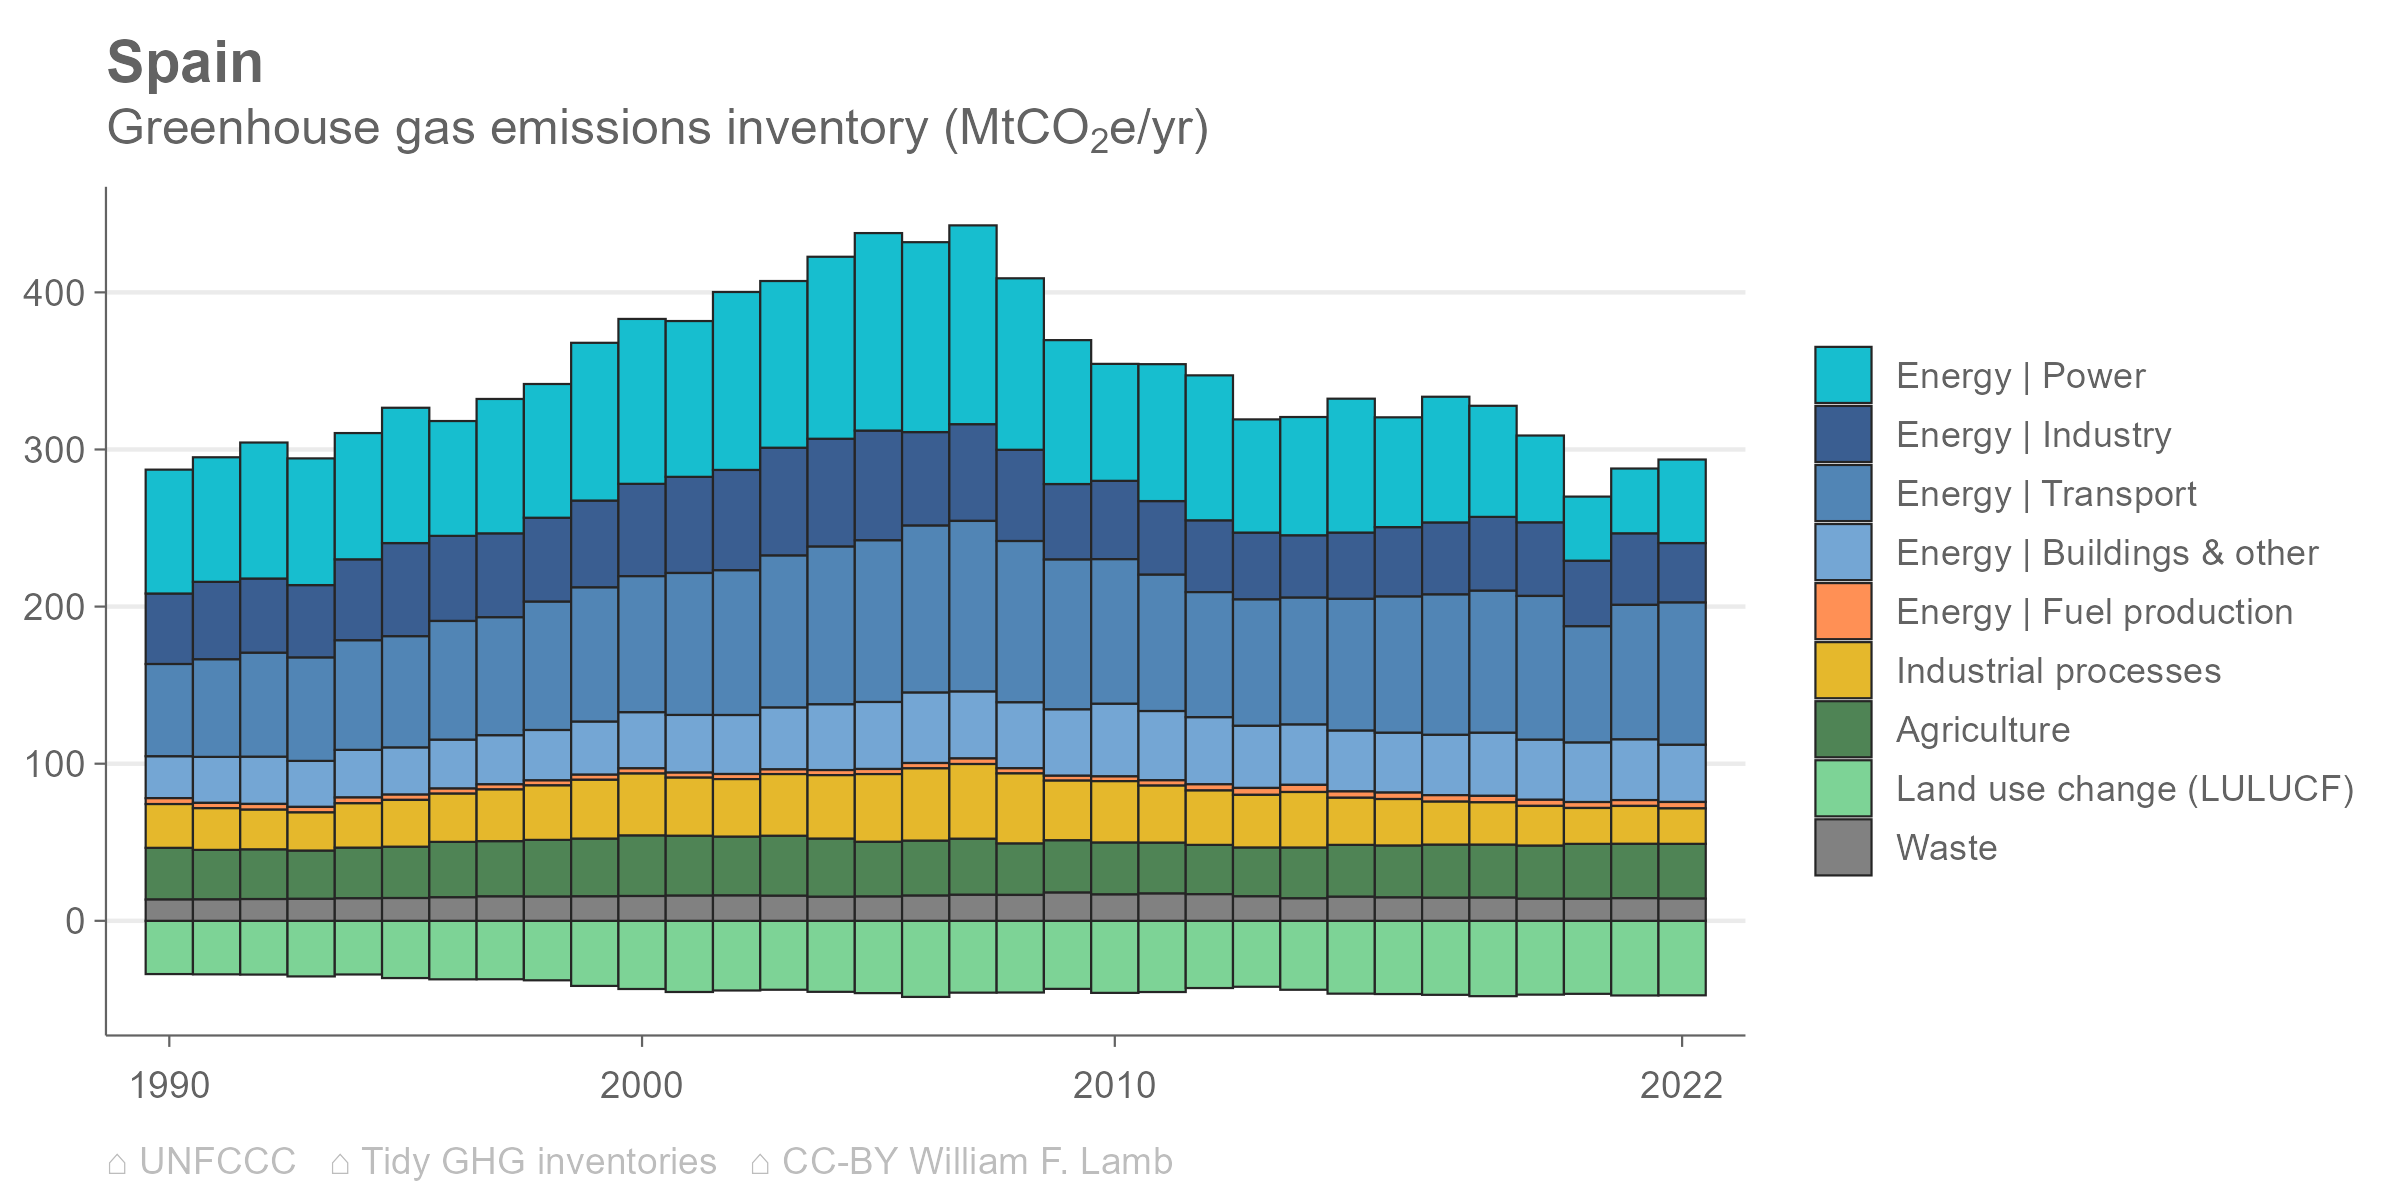 Spain
Greenhouse gas emissions inventory (MtCO₂e/yr)
400
300
200
100
0
1990
2000
2010
2022
Energy | Power
Energy | Industry
Energy | Transport
Energy | Buildings & other
Energy | Fuel production
Industrial processes
Agriculture
Land use change (LULUCF)
Waste
⌂ UNFCCC ⌂ Tidy GHG inventories ⌂ CC-BY William F. Lamb